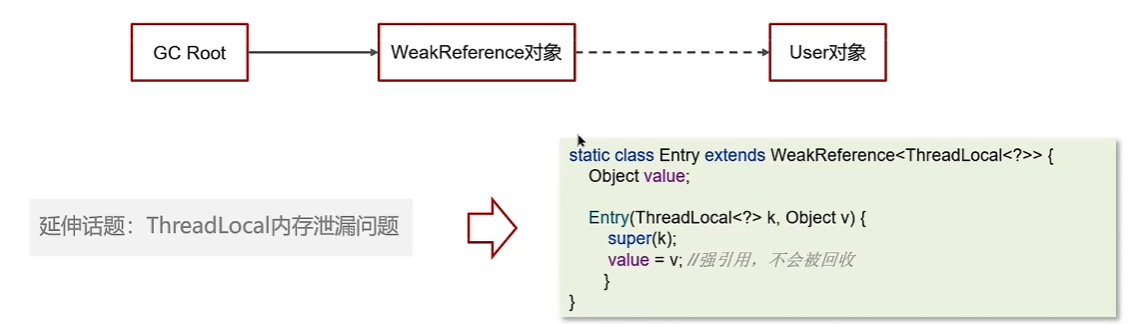 GC Root
WeakReference对象
User对象
延伸话题：ThreadLocal内存泄漏问题
static class Entry extends WeakReference<ThreadLocal<?>> {
Object value;
Entry(ThreadLocal<?> k, Object v) {
super(k);
value = v; //强引用，不会被回收
}
}